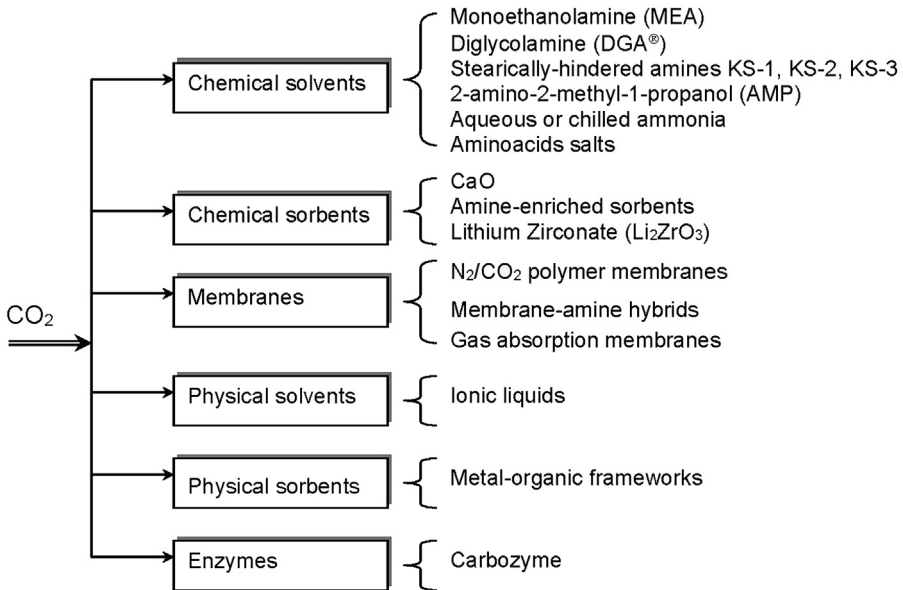 CO₂
Chemical solvents
Monoethanolamine (MEA)
Diglycolamine (DGA®)
Stearically-hindered amines KS-1, KS-2, KS-3
2-amino-2-methyl-1-propanol (AMP)
Aqueous or chilled ammonia
Aminoacids salts
Chemical sorbents
CaO
Amine-enriched sorbents
Lithium Zirconate (Li₂ZrO₃)
Membranes
N₂/CO₂ polymer membranes
Membrane-amine hybrids
Gas absorption membranes
Physical solvents
Ionic liquids
Physical sorbents
Metal-organic frameworks
Enzymes
Carbozyme